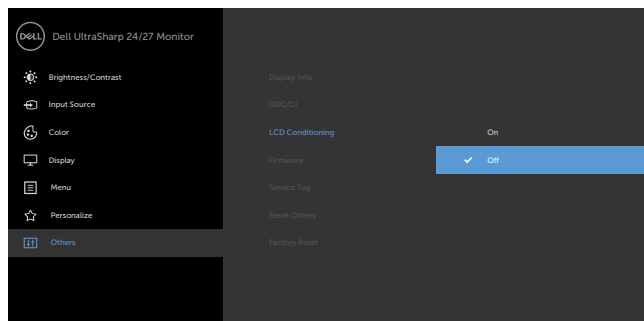 DELL
Dell UltraSharp 24/27 Monitor
Brightness/Contrast
Input Source
Color
Display
Menu
Personalize
Others
Display Info
DDC/CI
LCD Conditioning
Firmware
Service Tag
Reset Others
Factory Reset
On
Off